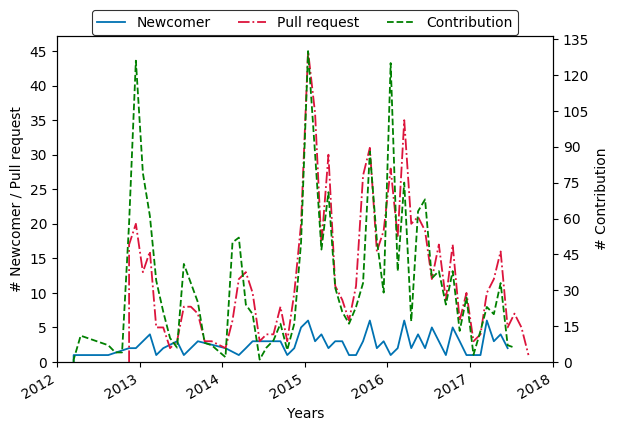 Newcomer Pull request Contribution
45 40 35 30 25 20 15 10 5 0
# Newcomer / Pull request
135 120 105 90 75 60 45 30 15 0
# Contribution
2012 2013 2014 2015 2016 2017 2018
Years